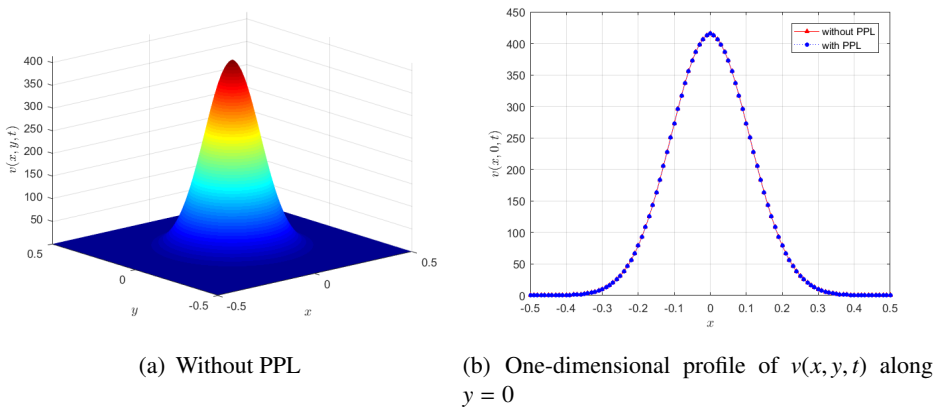 400
350
300
250
200
150
100
50
v(x, y, t)
0.5
0
-0.5
y
-0.5
0
0.5
x
450
400
350
300
250
200
150
100
50
0
v(x, 0, t)
without PPL
with PPL
-0.5 -0.4 -0.3 -0.2 -0.1 0 0.1 0.2 0.3 0.4 0.5
x
(a) Without PPL
(b) One-dimensional profile of v(x, y, t) along
y = 0